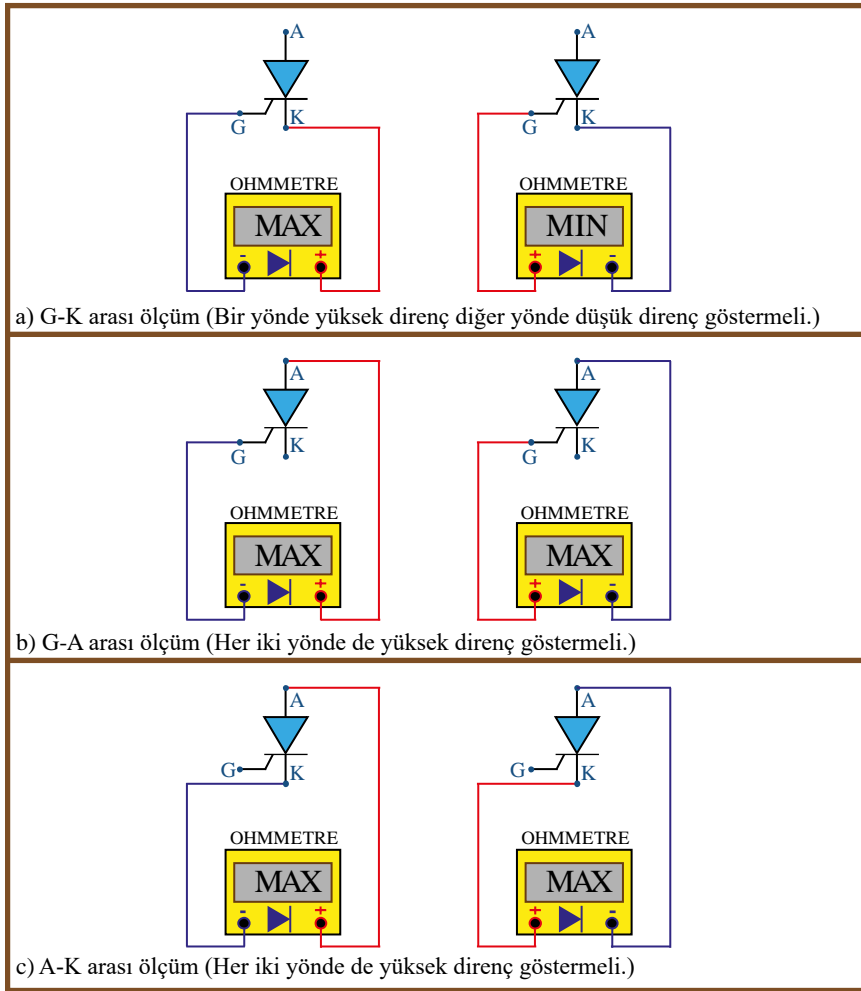 A A
G K G K
OHMMETRE OHMMETRE
MAX MIN
- + + -
a) G-K arası ölçüm (Bir yönde yüksek direnç diğer yönde düşük direnç göstermeli.)
A A
G K G K
OHMMETRE OHMMETRE
MAX MAX
- + + -
b) G-A arası ölçüm (Her iki yönde de yüksek direnç göstermeli.)
A A
G K G K
OHMMETRE OHMMETRE
MAX MAX
- + + -
c) A-K arası ölçüm (Her iki yönde de yüksek direnç göstermeli.)